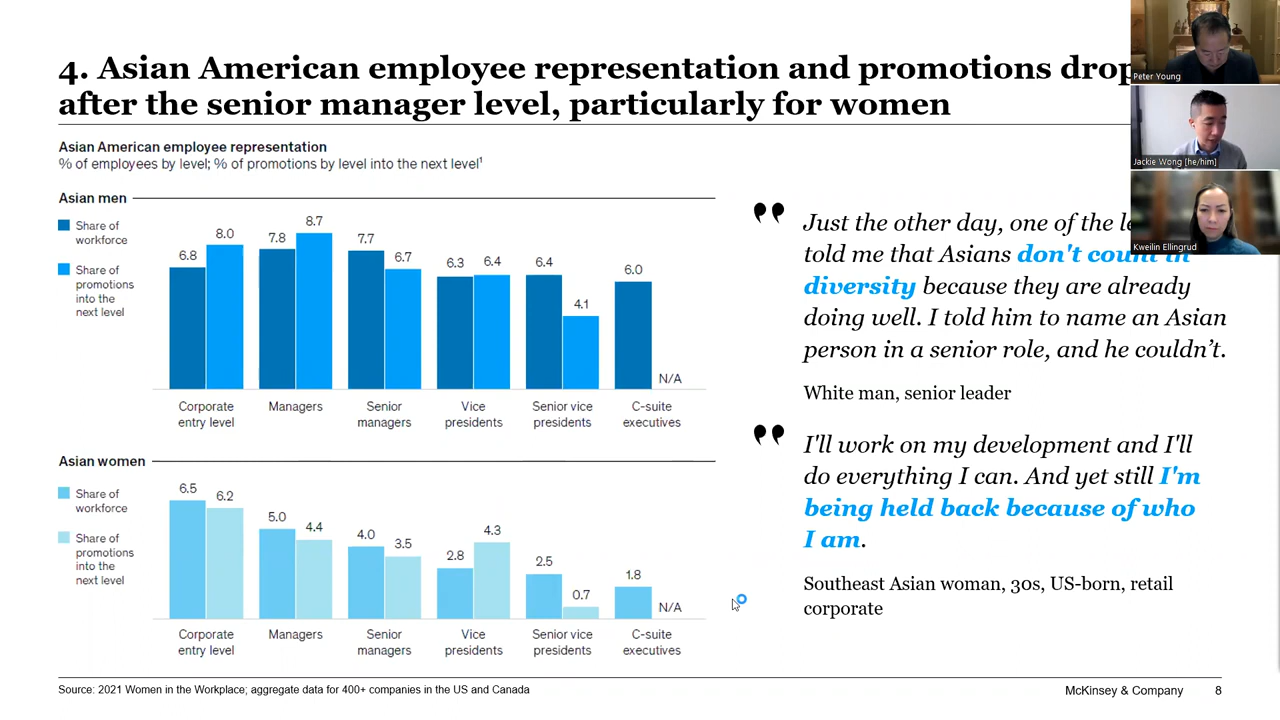 4. Asian American employee representation and promotions drop
after the senior manager level, particularly for women
Asian American employee representation
% of employees by level; % of promotions by level into the next level¹
Asian men
Share of
workforce
Share of
promotions
into the
next level
6.8
8.0
7.8
8.7
7.7
6.7
6.3
6.4
6.4
4.1
6.0
N/A
Corporate
entry level
Managers
Senior
managers
Vice
presidents
Senior vice
presidents
C-suite
executives
Asian women
Share of
workforce
Share of
promotions
into the
next level
6.5
6.2
5.0
4.4
4.0
3.5
2.8
4.3
2.5
0.7
1.8
N/A
Corporate
entry level
Managers
Senior
managers
Vice
presidents
Senior vice
presidents
C-suite
executives
Just the other day, one of the
told me that Asians don't count in
diversity because they are already
doing well. I told him to name an Asian
person in a senior role, and he couldn't.
White man, senior leader
I'll work on my development and I'll
do everything I can. And yet still I'm
being held back because of who
I am.
Southeast Asian woman, 30s, US-born, retail
corporate
Source: 2021 Women in the Workplace; aggregate data for 400+ companies in the US and Canada
McKinsey & Company 8
Peter Young
Jackie Wong [he/him]
Kweilin Ellingrud